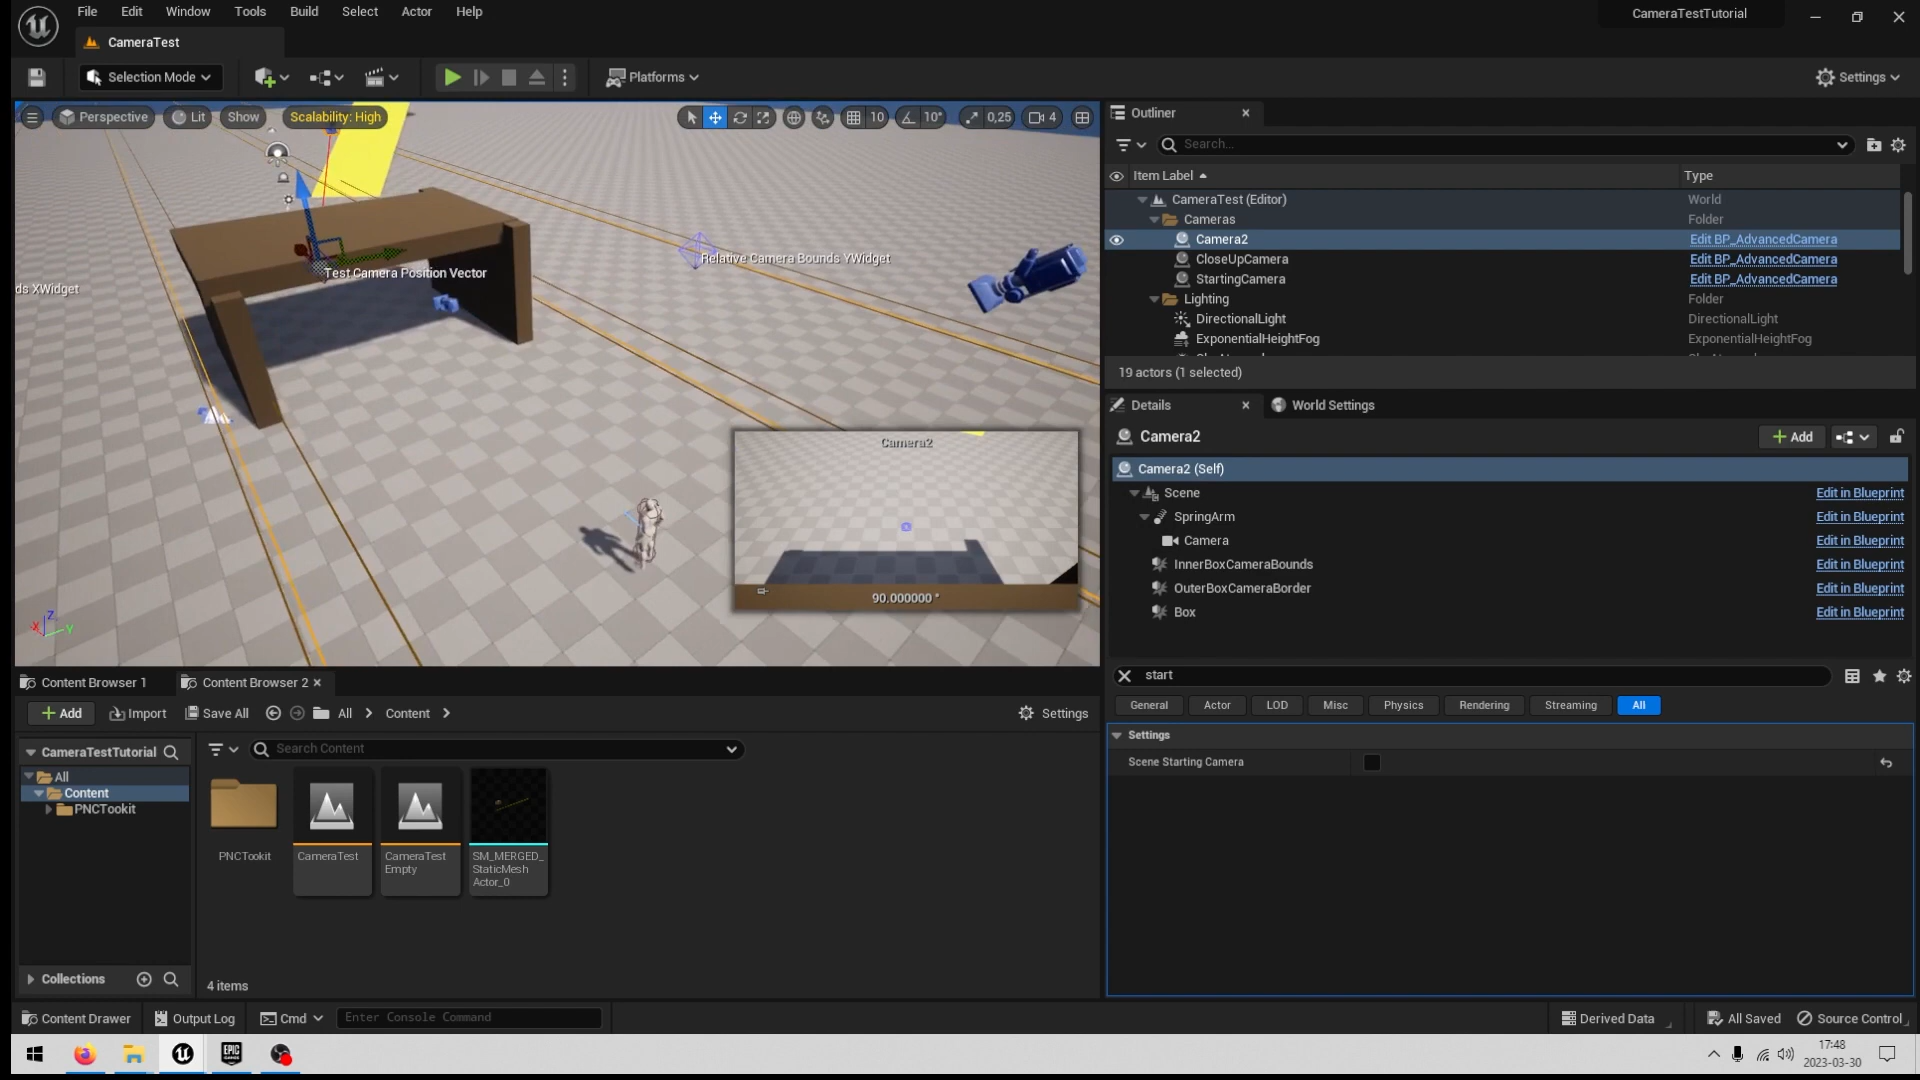 File Edit Window Tools Build Select Actor Help
CameraTestTutorial
CameraTest
Selection Mode
Platforms
Settings
Perspective Lit Show Scalability: High
10 10° 0,25 4
Test Camera Position Vector
Relative Camera Bounds YWidget
ds XWidget
Camera2
90.000000 °
Z
X Y
Outliner
Search...
Item Label Type
CameraTest (Editor) World
Cameras Folder
Camera2 Edit BP_AdvancedCamera
CloseUpCamera Edit BP_AdvancedCamera
StartingCamera Edit BP_AdvancedCamera
Lighting Folder
DirectionalLight DirectionalLight
ExponentialHeightFog ExponentialHeightFog
19 actors (1 selected)
Details World Settings
Camera2
Add
Camera2 (Self)
Scene Edit in Blueprint
SpringArm Edit in Blueprint
Camera Edit in Blueprint
InnerBoxCameraBounds Edit in Blueprint
OuterBoxCameraBorder Edit in Blueprint
Box Edit in Blueprint
start
General Actor LOD Misc Physics Rendering Streaming All
Settings
Scene Starting Camera
Content Browser 1 Content Browser 2
Add Import Save All All Content Settings
CameraTestTutorial
Search Content
All
Content
PNCTookit
PNCTookit
CameraTest
CameraTest
Empty
SM_MERGED_
StaticMesh
Actor_0
Collections
4 items
Content Drawer Output Log Cmd Enter Console Command
Derived Data All Saved Source Control
EPIC
GAMES
17:48
2023-03-30